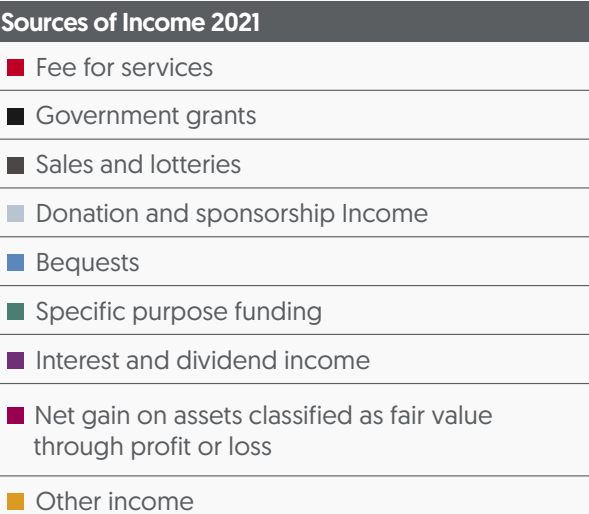 Sources of Income 2021
Fee for services
Government grants
Sales and lotteries
Donation and sponsorship Income
Bequests
Specific purpose funding
Interest and dividend income
Net gain on assets classified as fair value
through profit or loss
Other income